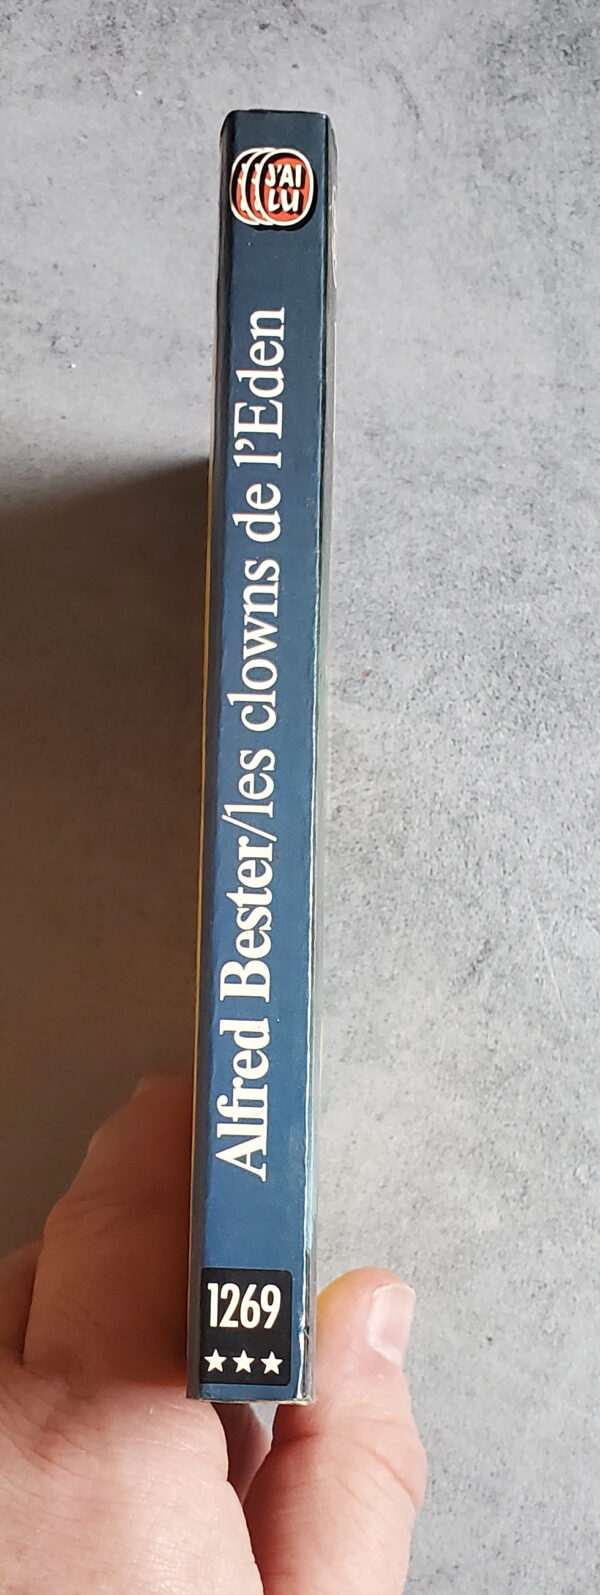 J'AI
LU
Alfred Bester/les clowns de l'Eden
1269
★★★